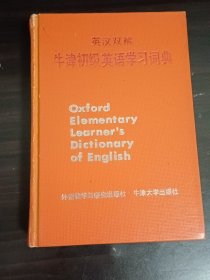 英汉双解
牛津初级英语学习词典
Oxford
Elementary
Learner's
Dictionary
of English
外语教学与研究出版社 牛津大学出版社